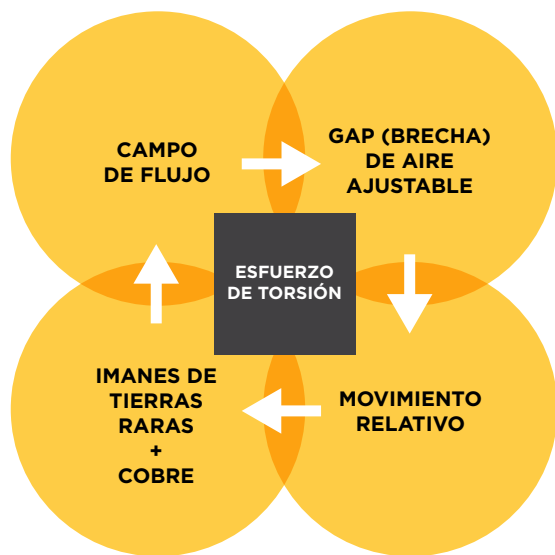 CAMPO
DE FLUJO
GAP (BRECHA)
DE AIRE
AJUSTABLE
ESFUERZO
DE TORSIÓN
IMANES DE
TIERRAS
RARAS
+
COBRE
MOVIMIENTO
RELATIVO